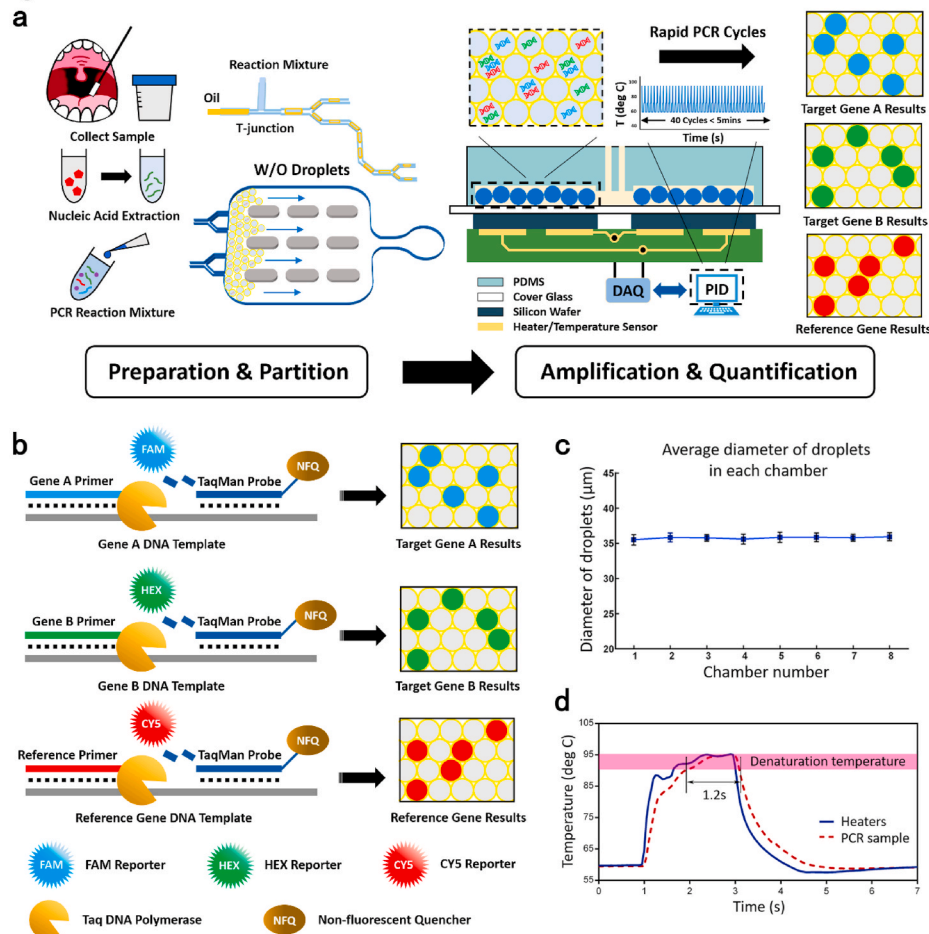 a
Collect Sample
Nucleic Acid Extraction
PCR Reaction Mixture
Reaction Mixture
Oil
T-junction
W/O Droplets
Rapid PCR Cycles
T (deg C)
100
80
60
40
40 Cycles < 5mins
Time (s)
PDMS
Cover Glass
Silicon Wafer
Heater/Temperature Sensor
DAQ
PID
Target Gene A Results
Target Gene B Results
Reference Gene Results
Preparation & Partition
Amplification & Quantification
b
FAM
NFQ
Gene A Primer
TaqMan Probe
Gene A DNA Template
Target Gene A Results
HEX
NFQ
Gene B Primer
TaqMan Probe
Gene B DNA Template
Target Gene B Results
CY5
NFQ
Reference Primer
TaqMan Probe
Reference Gene DNA Template
Reference Gene Results
FAM
FAM Reporter
HEX
HEX Reporter
CY5
CY5 Reporter
Taq DNA Polymerase
NFQ
Non-fluorescent Quencher
c
Average diameter of droplets
in each chamber
Diameter of droplets (µm)
45
40
35
30
25
20
1 2 3 4 5 6 7 8
Chamber number
d
Temperature (deg C)
105
95
85
75
65
55
Denaturation temperature
1.2s
Heaters
PCR sample
0 1 2 3 4 5 6 7
Time (s)